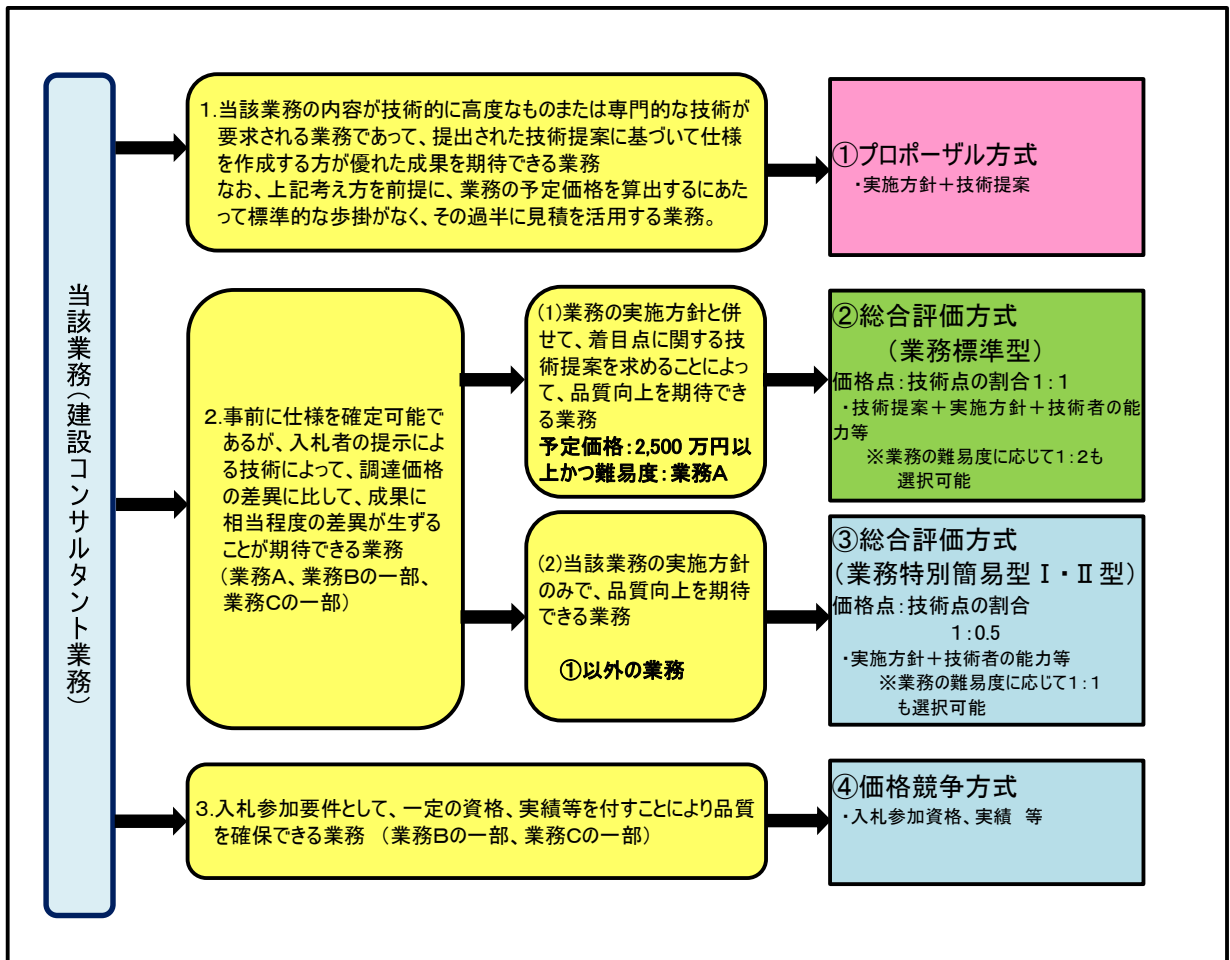 当該業務(建設コンサルタント業務)
1.当該業務の内容が技術的に高度なものまたは専門的な技術が
要求される業務であって、提出された技術提案に基づいて仕様
を作成する方が優れた成果を期待できる業務
なお、上記考え方を前提に、業務の予定価格を算出するにあた
って標準的な歩掛がなく、その過半に見積を活用する業務。
①プロポーザル方式
・実施方針+技術提案
2.事前に仕様を確定可能で
あるが、入札者の提示によ
る技術によって、調達価格
の差異に比して、成果に
相当程度の差異が生ずる
ことが期待できる業務
(業務A、業務Bの一部、
業務Cの一部)
(1)業務の実施方針と併
せて、着目点に関する技
術提案を求めることによっ
て、品質向上を期待でき
る業務
予定価格:2,500 万円以
上かつ難易度:業務A
②総合評価方式
(業務標準型)
価格点:技術点の割合1:1
・技術提案+実施方針+技術者の能
力等
※業務の難易度に応じて1:2も
選択可能
(2)当該業務の実施方針
のみで、品質向上を期待
できる業務
①以外の業務
③総合評価方式
(業務特別簡易型Ⅰ・Ⅱ型)
価格点:技術点の割合
1:0.5
・実施方針+技術者の能力等
※業務の難易度に応じて1:1
も選択可能
3.入札参加要件として、一定の資格、実績等を付すことにより品質
を確保できる業務 (業務Bの一部、業務Cの一部)
④価格競争方式
・入札参加資格、実績 等